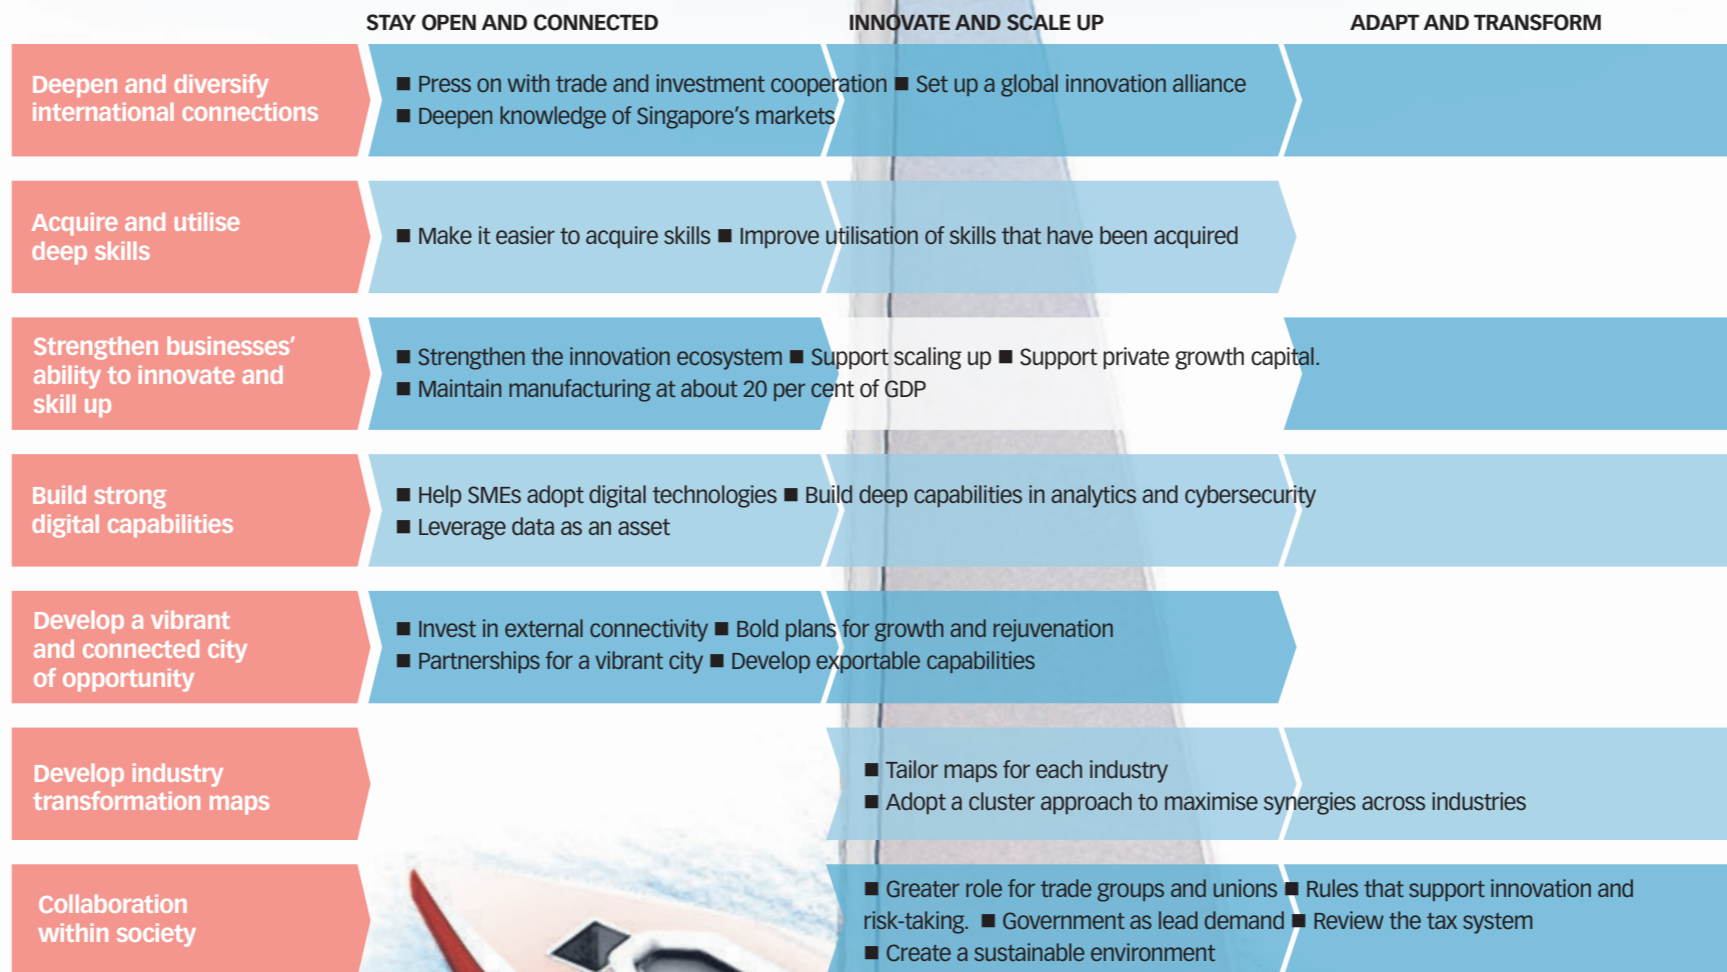 STAY OPEN AND CONNECTED INNOVATE AND SCALE UP ADAPT AND TRANSFORM
Deepen and diversify
international connections
■ Press on with trade and investment cooperation ■ Set up a global innovation alliance
■ Deepen knowledge of Singapore's markets
Acquire and utilise
deep skills
■ Make it easier to acquire skills ■ Improve utilisation of skills that have been acquired
Strengthen businesses'
ability to innovate and
skill up
■ Strengthen the innovation ecosystem ■ Support scaling up ■ Support private growth capital.
■ Maintain manufacturing at about 20 per cent of GDP
Build strong
digital capabilities
■ Help SMEs adopt digital technologies ■ Build deep capabilities in analytics and cybersecurity
■ Leverage data as an asset
Develop a vibrant
and connected city
of opportunity
■ Invest in external connectivity ■ Bold plans for growth and rejuvenation
■ Partnerships for a vibrant city ■ Develop exportable capabilities
Develop industry
transformation maps
■ Tailor maps for each industry
■ Adopt a cluster approach to maximise synergies across industries
Collaboration
within society
■ Greater role for trade groups and unions ■ Rules that support innovation and
risk-taking. ■ Government as lead demand ■ Review the tax system
■ Create a sustainable environment